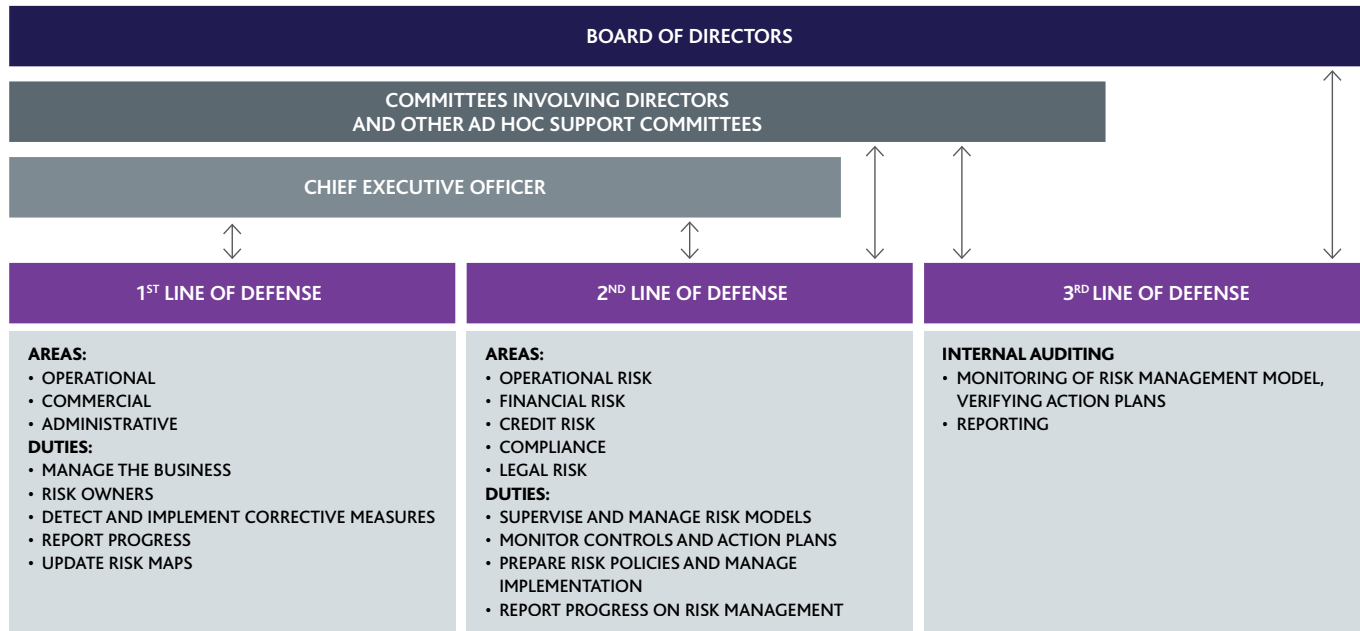 BOARD OF DIRECTORS
COMMITTEES INVOLVING DIRECTORS
AND OTHER AD HOC SUPPORT COMMITTEES
CHIEF EXECUTIVE OFFICER
1ST LINE OF DEFENSE
AREAS:
• OPERATIONAL
• COMMERCIAL
• ADMINISTRATIVE
DUTIES:
• MANAGE THE BUSINESS
• RISK OWNERS
• DETECT AND IMPLEMENT CORRECTIVE MEASURES
• REPORT PROGRESS
• UPDATE RISK MAPS
2ND LINE OF DEFENSE
AREAS:
• OPERATIONAL RISK
• FINANCIAL RISK
• CREDIT RISK
• COMPLIANCE
• LEGAL RISK
DUTIES:
• SUPERVISE AND MANAGE RISK MODELS
• MONITOR CONTROLS AND ACTION PLANS
• PREPARE RISK POLICIES AND MANAGE
IMPLEMENTATION
• REPORT PROGRESS ON RISK MANAGEMENT
3RD LINE OF DEFENSE
INTERNAL AUDITING
• MONITORING OF RISK MANAGEMENT MODEL,
VERIFYING ACTION PLANS
• REPORTING